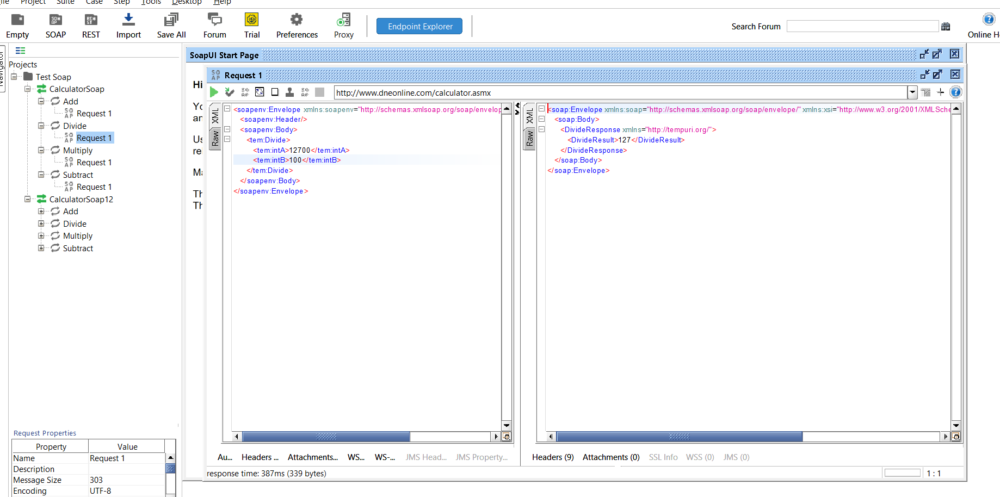 Project Suite Case Step Tools Desktop Help
Empty SOAP REST Import Save All Forum Trial Preferences Proxy Endpoint Explorer Search Forum Online H
Navigator
Projects
Test Soap
CalculatorSoap
Add
Request 1
Divide
Request 1
Multiply
Request 1
Subtract
Request 1
CalculatorSoap12
Add
Divide
Multiply
Subtract
Request Properties
Property Value
Name Request 1
Description
Message Size 303
Encoding UTF-8
SoapUI Start Page
Hi
Request 1
http://www.dneonline.com/calculator.asmx
XML
Raw
<soapenv:Envelope xmlns:soapenv="http://schemas.xmlsoap.org/soap/envelop
<soapenv:Header/>
<soapenv:Body>
<tem:Divide>
<tem:intA>12700</tem:intA>
<tem:intB>100</tem:intB>
</tem:Divide>
</soapenv:Body>
</soapenv:Envelope>
XML
Raw
<soap:Envelope xmlns:soap="http://schemas.xmlsoap.org/soap/envelope/" xmlns:xsi="http://www.w3.org/2001/XMLSche
<soap:Body>
<DivideResponse xmlns="http://tempuri.org/">
<DivideResult>127</DivideResult>
</DivideResponse>
</soap:Body>
</soap:Envelope>
Au... Headers ... Attachments... WS... WS-... JMS Head... JMS Property...
Headers (9) Attachments (0) SSL Info WSS (0) JMS (0)
response time: 387ms (339 bytes)
1 : 1